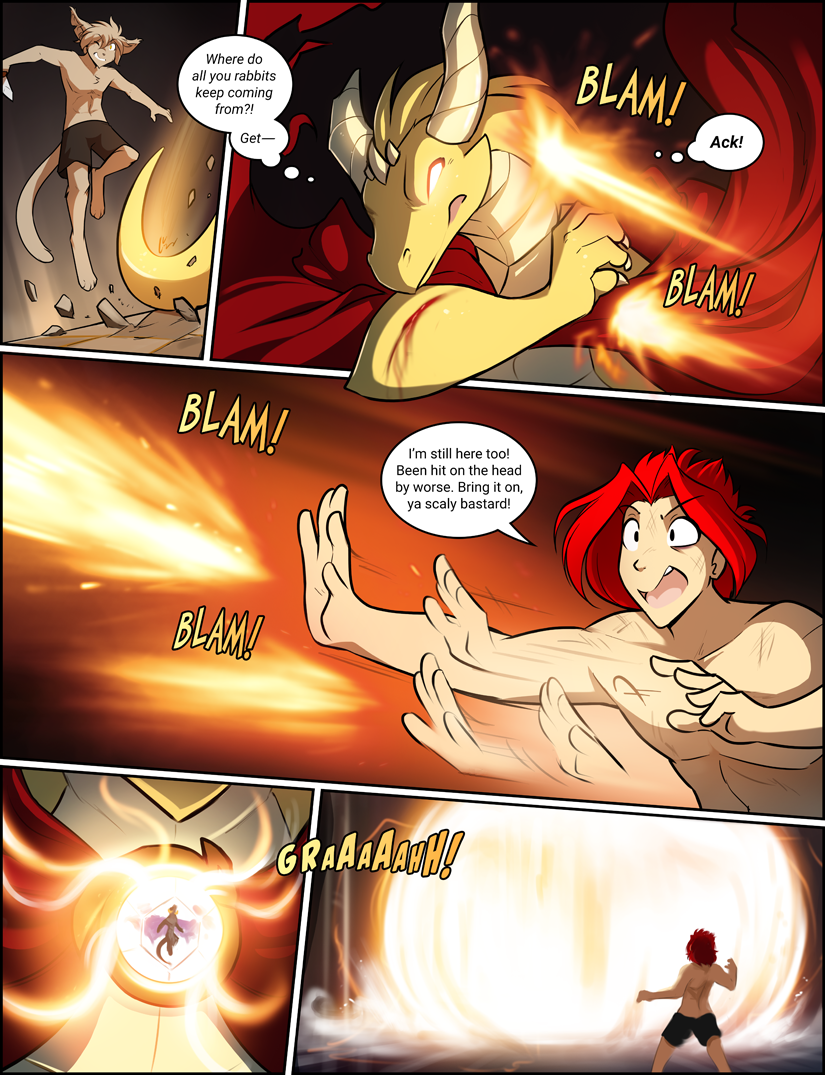 Where do
all you rabbits
keep coming
from?!
Get—
BLAM!
Ack!
BLAM!
BLAM!
I'm still here too!
Been hit on the head
by worse. Bring it on,
ya scaly bastard!
BLAM!
GRAAAAAHH!